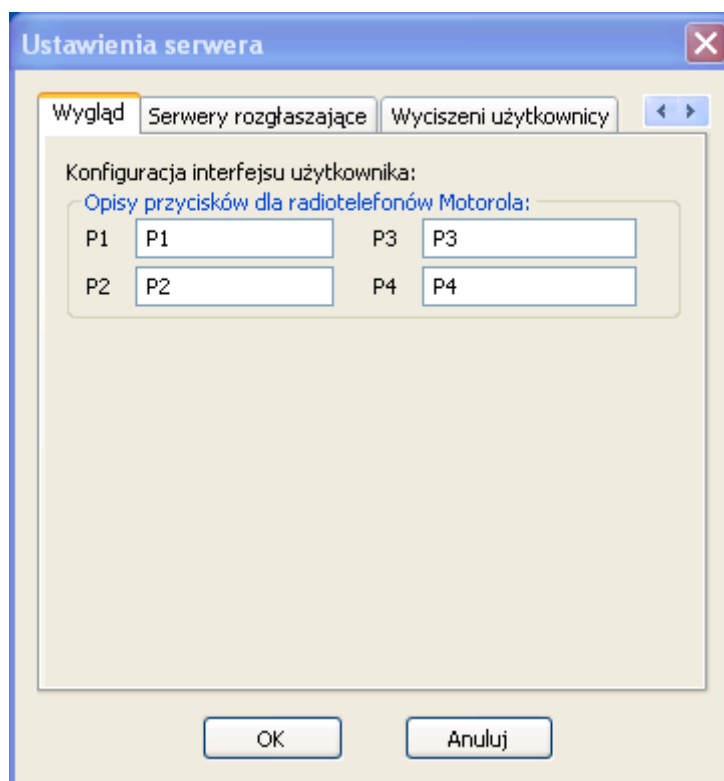 Ustawienia serwera
Wygląd Serwery rozgłaszające Wyciszeni użytkownicy
Konfiguracja interfejsu użytkownika:
Opisy przycisków dla radiotelefonów Motorola:
P1 P1 P3 P3
P2 P2 P4 P4
OK Anuluj